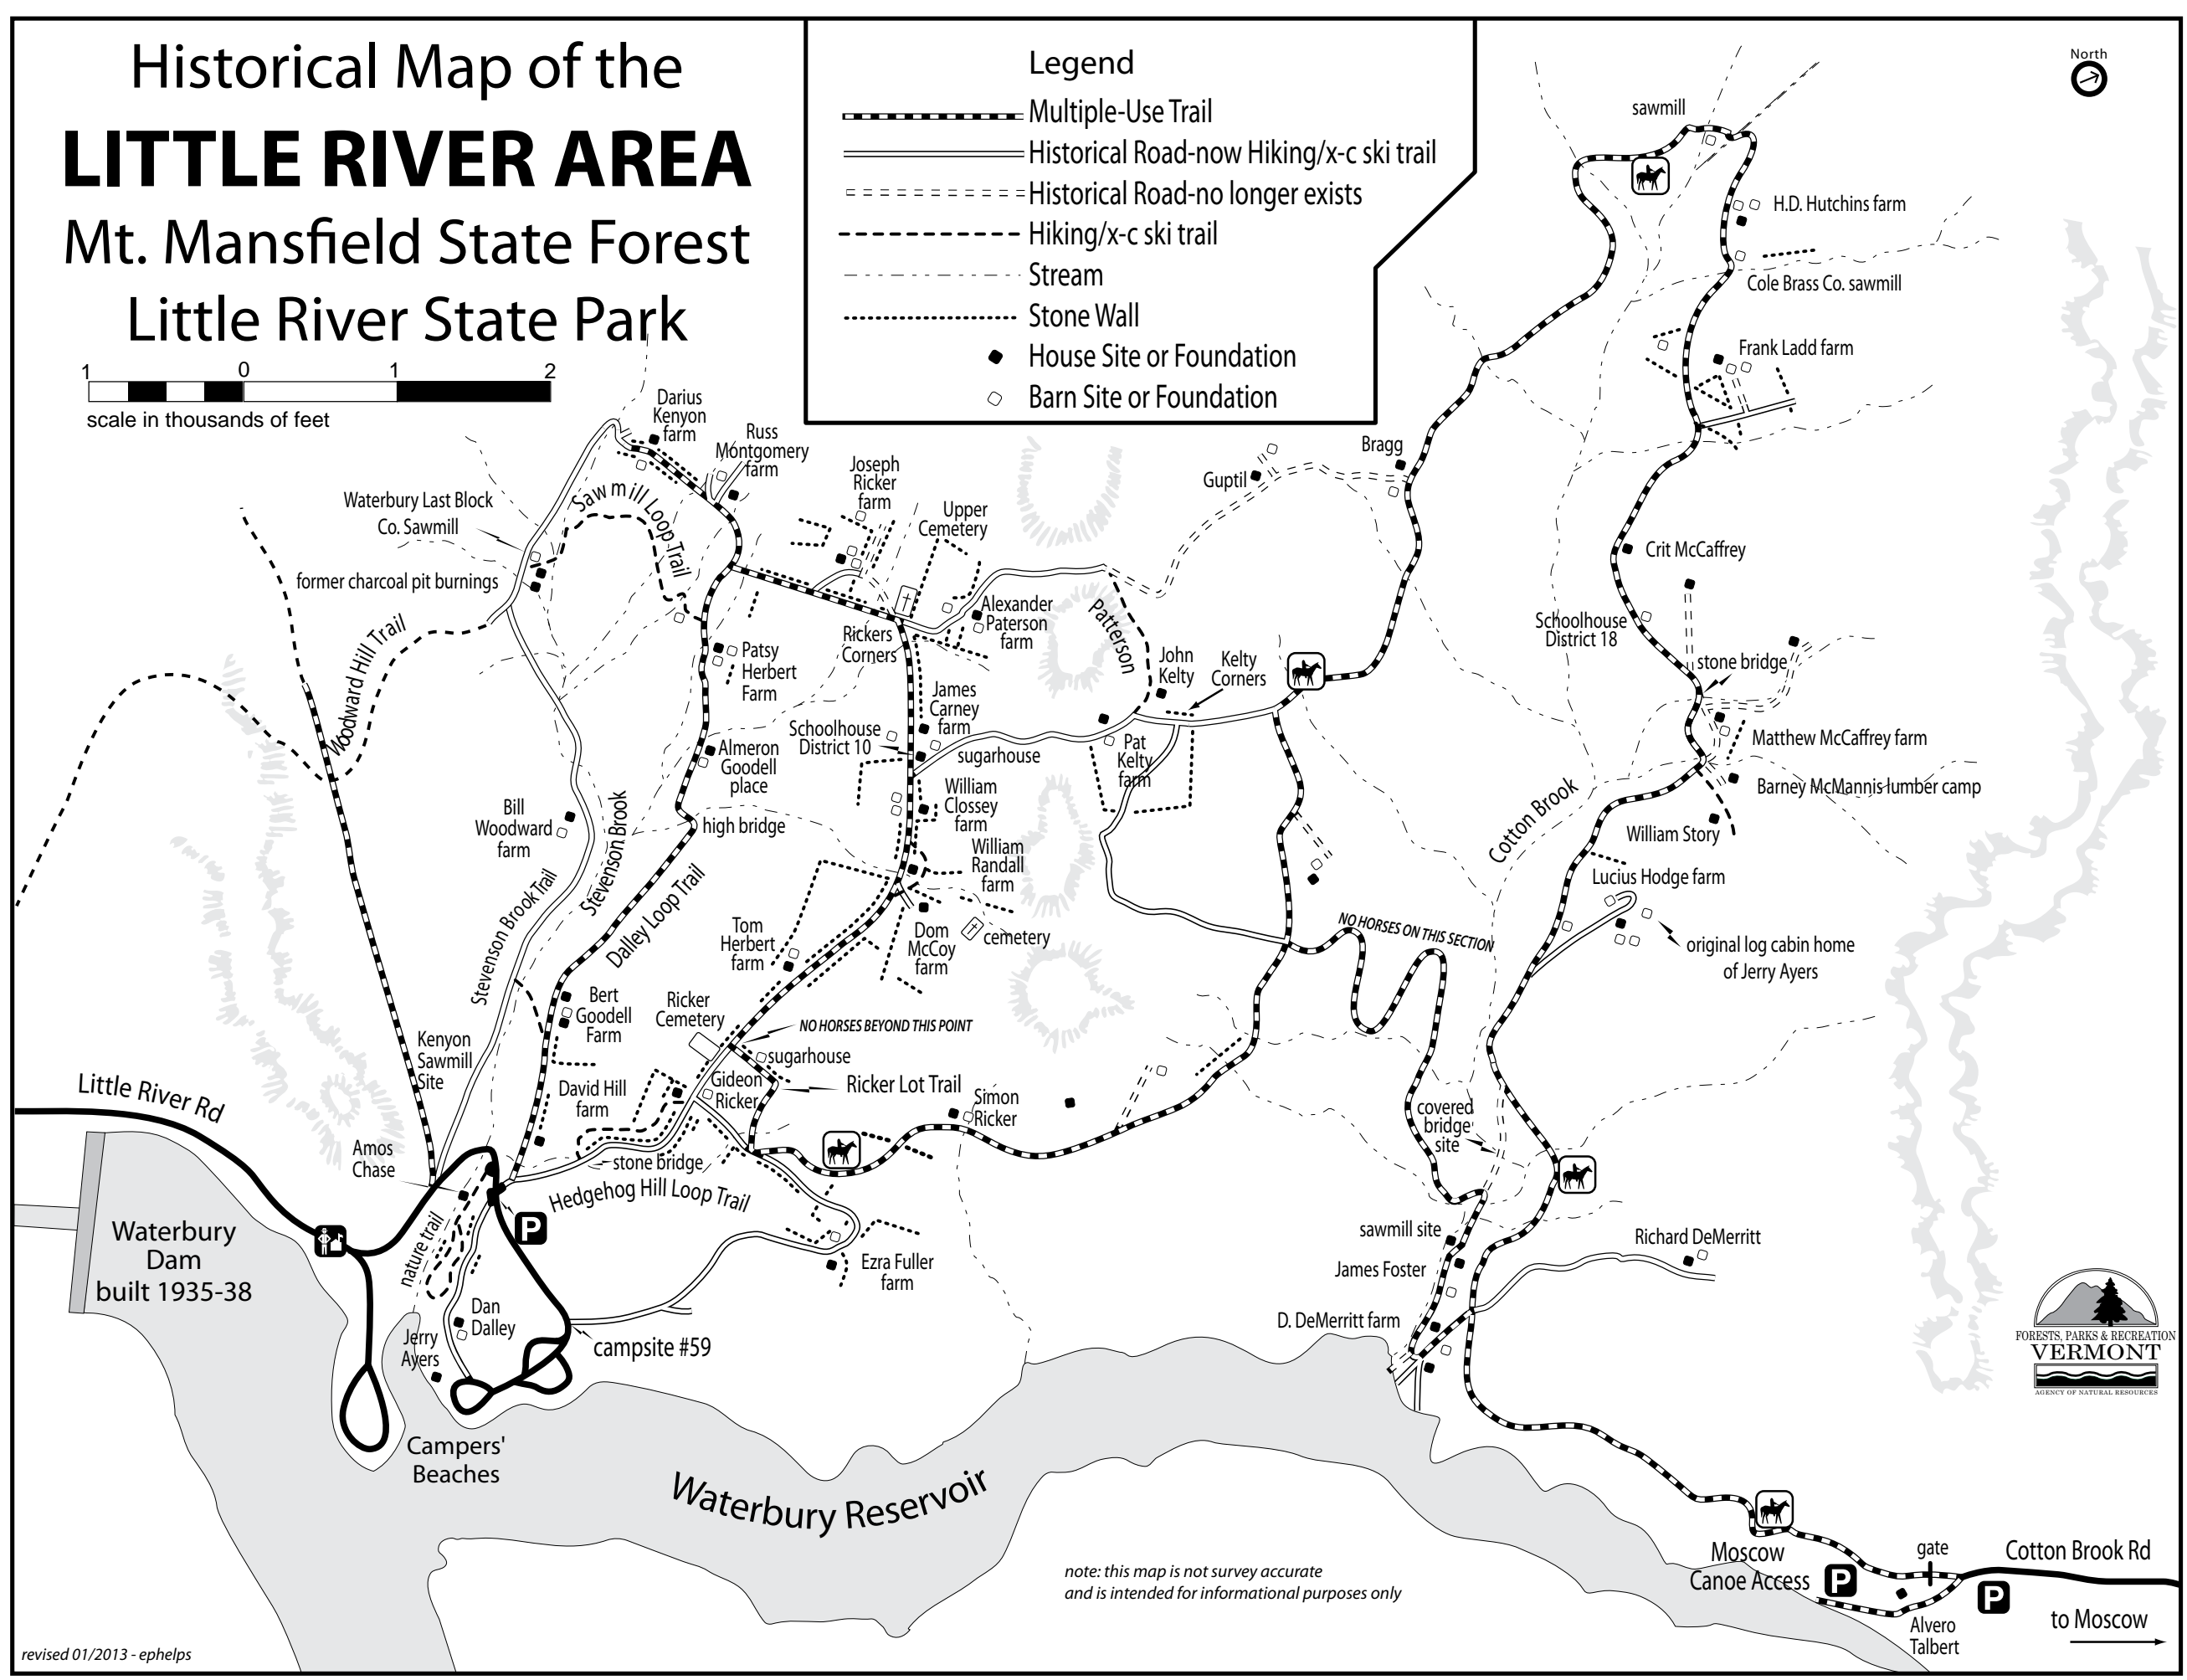 Historical Map of the
LITTLE RIVER AREA
Mt. Mansfield State Forest
Little River State Park
1 0 1 2
scale in thousands of feet
Legend
Multiple-Use Trail
Historical Road-now Hiking/x-c ski trail
Historical Road-no longer exists
Hiking/x-c ski trail
Stream
Stone Wall
House Site or Foundation
Barn Site or Foundation
North
sawmill
H.D. Hutchins farm
Cole Brass Co. sawmill
Frank Ladd farm
Darius
Kenyon
farm
Russ
Montgomery
farm
Joseph
Ricker
farm
Upper
Cemetery
Guptil
Bragg
Waterbury Last Block
Co. Sawmill
Sawmill Loop Trail
former charcoal pit burnings
Crit McCaffrey
Schoolhouse
District 18
stone bridge
Woodward Hill Trail
Rickers
Corners
Alexander
Paterson
farm
Patterson
John
Kelty
Kelty
Corners
Patsy
Herbert
Farm
James
Carney
farm
Schoolhouse
District 10
sugarhouse
Pat
Kelty
farm
Matthew McCaffrey farm
Barney McMannis lumber camp
William Story
Cotton Brook
Almeron
Goodell
place
William
Clossey
farm
high bridge
Bill
Woodward
farm
Stevenson Brook
Stevenson Brook Trail
Dalley Loop Trail
William
Randall
farm
Lucius Hodge farm
original log cabin home
of Jerry Ayers
NO HORSES ON THIS SECTION
Tom
Herbert
farm
Dom
McCoy
farm
cemetery
Bert
Goodell
Farm
Ricker
Cemetery
NO HORSES BEYOND THIS POINT
sugarhouse
Ricker Lot Trail
Gideon
Ricker
Simon
Ricker
Kenyon
Sawmill
Site
David Hill
farm
covered
bridge
site
Little River Rd
Amos
Chase
stone bridge
Hedgehog Hill Loop Trail
P
nature trail
Waterbury
Dam
built 1935-38
Ezra Fuller
farm
sawmill site
James Foster
Richard DeMerritt
D. DeMerritt farm
Dan
Dalley
Jerry
Ayers
campsite #59
Campers'
Beaches
Waterbury Reservoir
FORESTS, PARKS & RECREATION
VERMONT
AGENCY OF NATURAL RESOURCES
note: this map is not survey accurate
and is intended for informational purposes only
Moscow
Canoe Access
P
gate
Cotton Brook Rd
P
Alvero
Talbert
to Moscow
revised 01/2013 - ephelps